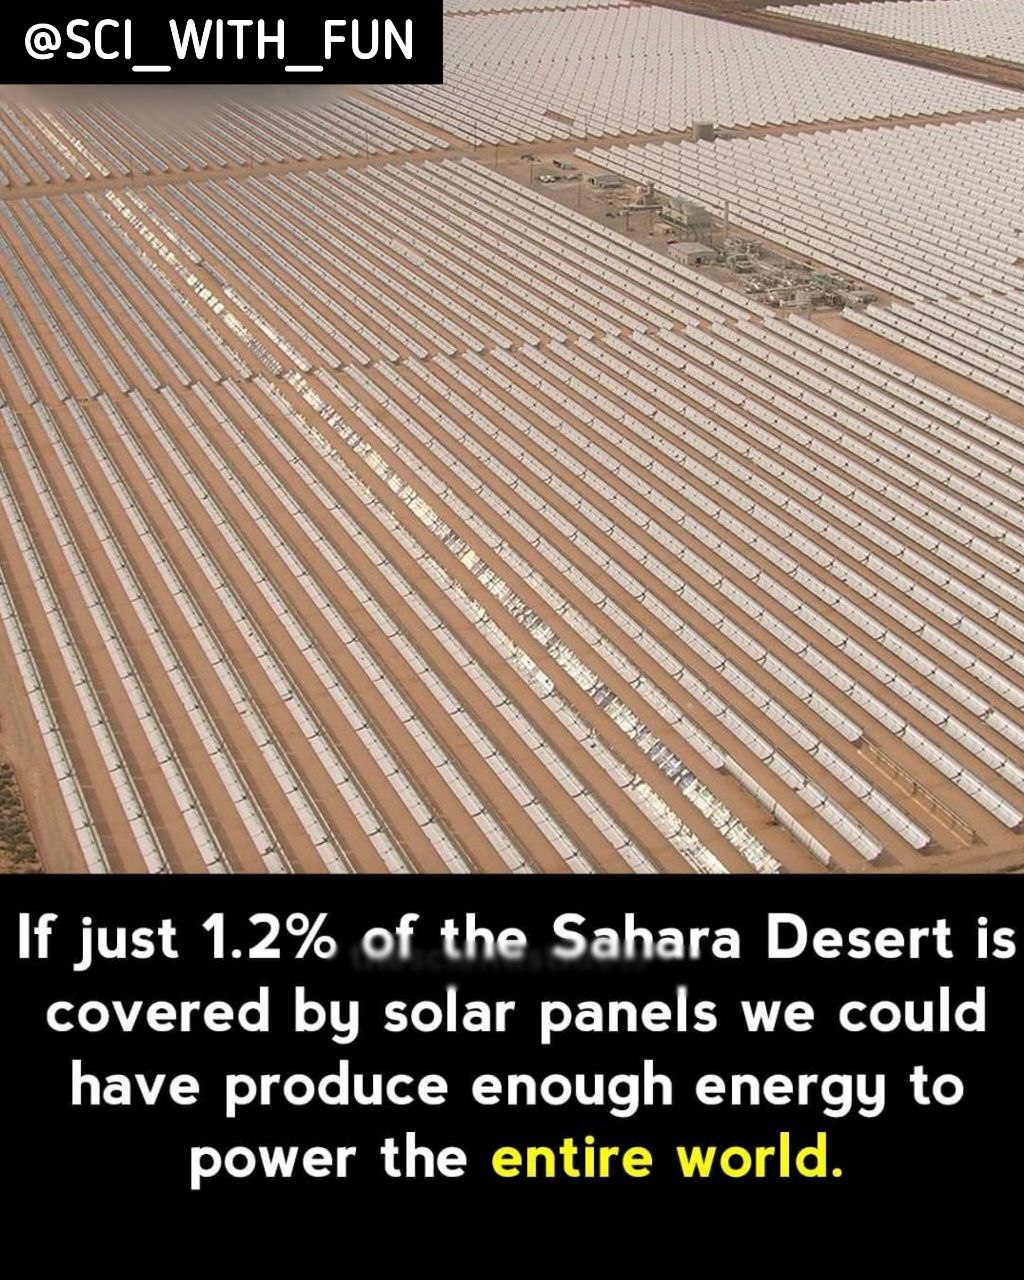 @SCI_WITH_FUN
If just 1.2% of the Sahara Desert is
covered by solar panels we could
have produce enough energy to
power the entire world.